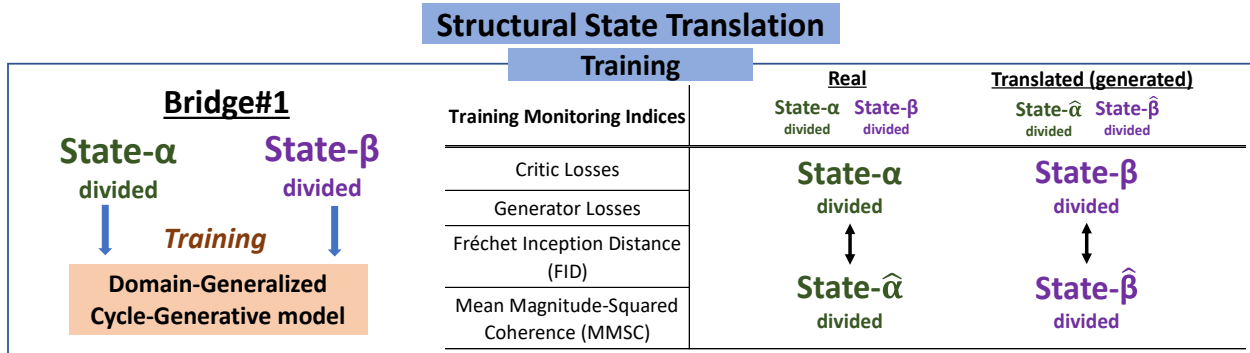 Structural State Translation
Training
Bridge#1
State-α State-β
divided divided
Training
Domain-Generalized
Cycle-Generative model
Training Monitoring Indices
Real
State-α State-β
divided divided
Translated (generated)
State-α̂ State-β̂
divided divided
Critic Losses
Generator Losses
Fréchet Inception Distance
(FID)
Mean Magnitude-Squared
Coherence (MMSC)
State-α
divided
State-α̂
divided
State-β
divided
State-β̂
divided